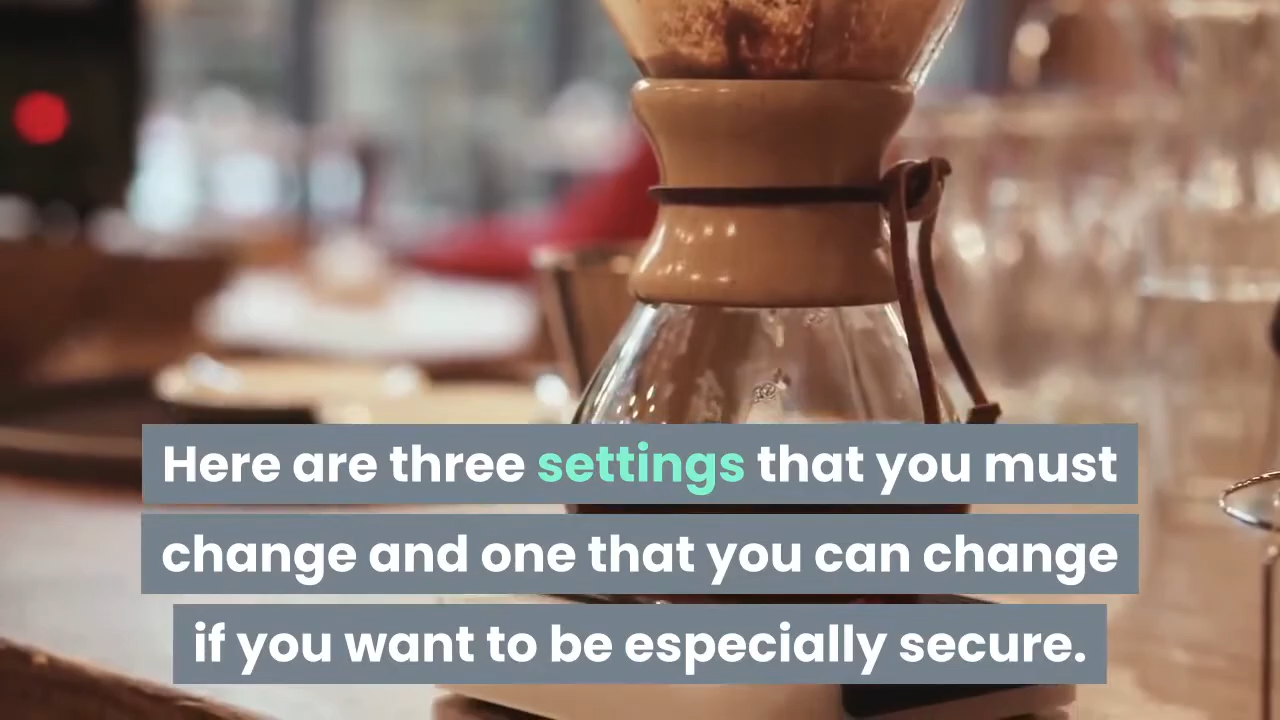 Here are three settings that you must
change and one that you can change
if you want to be especially secure.